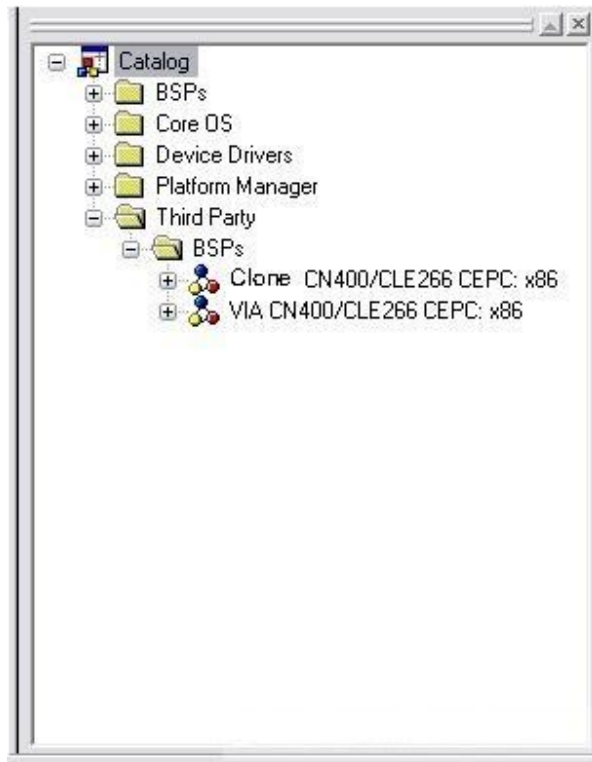 Catalog
BSPs
Core OS
Device Drivers
Platform Manager
Third Party
BSPs
Clone CN400/CLE266 CEPC: x86
VIA CN400/CLE266 CEPC: x86